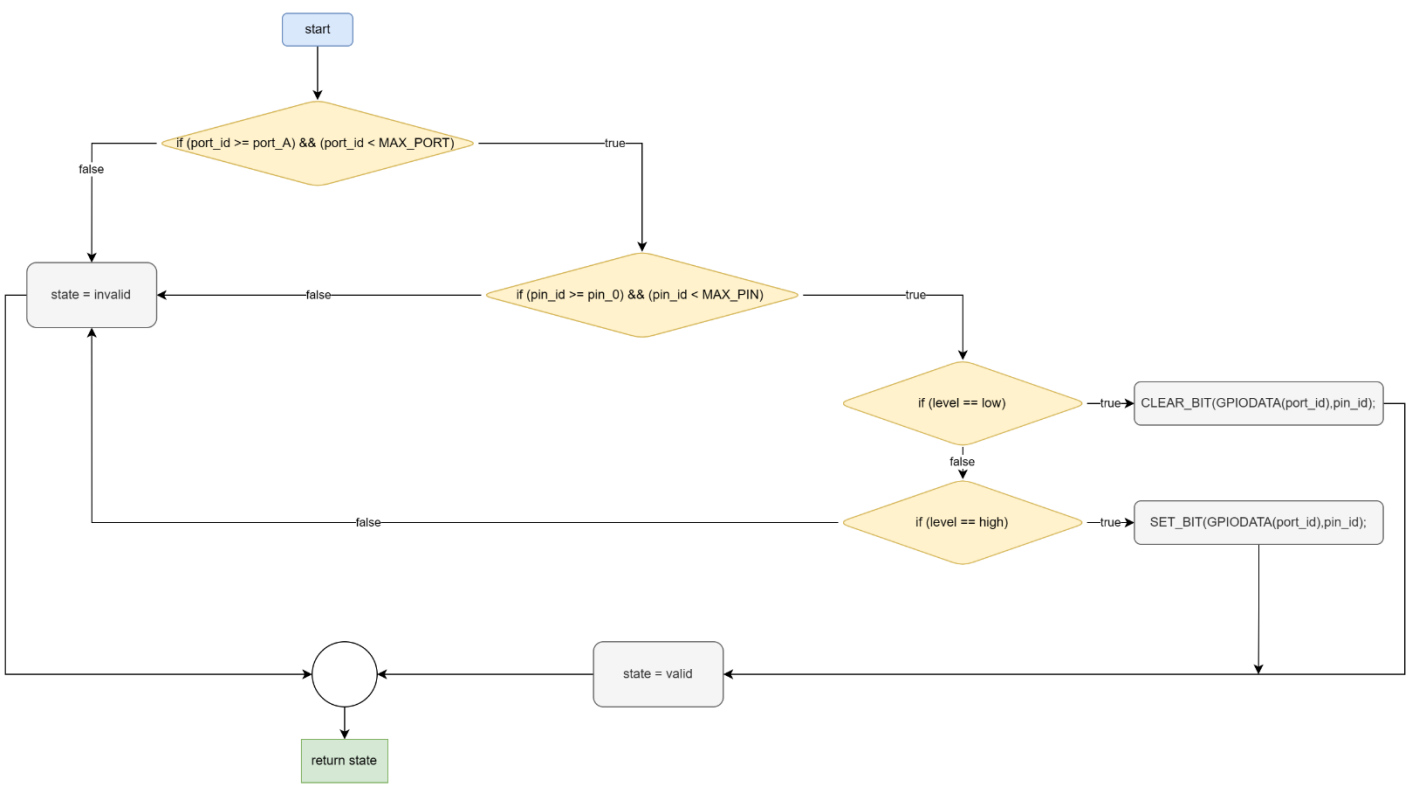 start
if (port_id >= port_A) && (port_id < MAX_PORT)
true
false
state = invalid
false
if (pin_id >= pin_0) && (pin_id < MAX_PIN)
true
if (level == low)
true
CLEAR_BIT(GPIODATA(port_id),pin_id);
false
false
if (level == high)
true
SET_BIT(GPIODATA(port_id),pin_id);
state = valid
return state